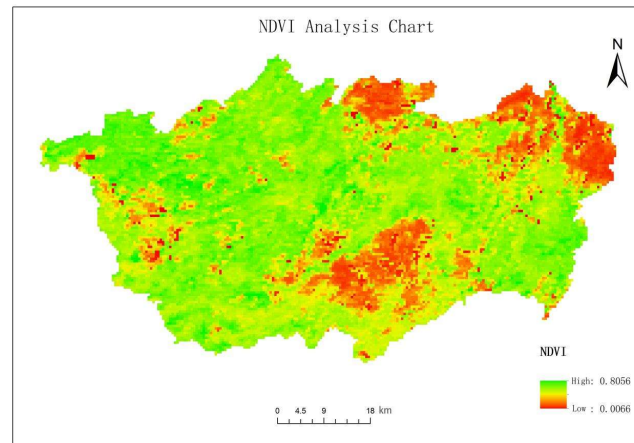 NDVI Analysis Chart
N
NDVI
High: 0.8056
Low : 0.0066
0 4.5 9 18 km